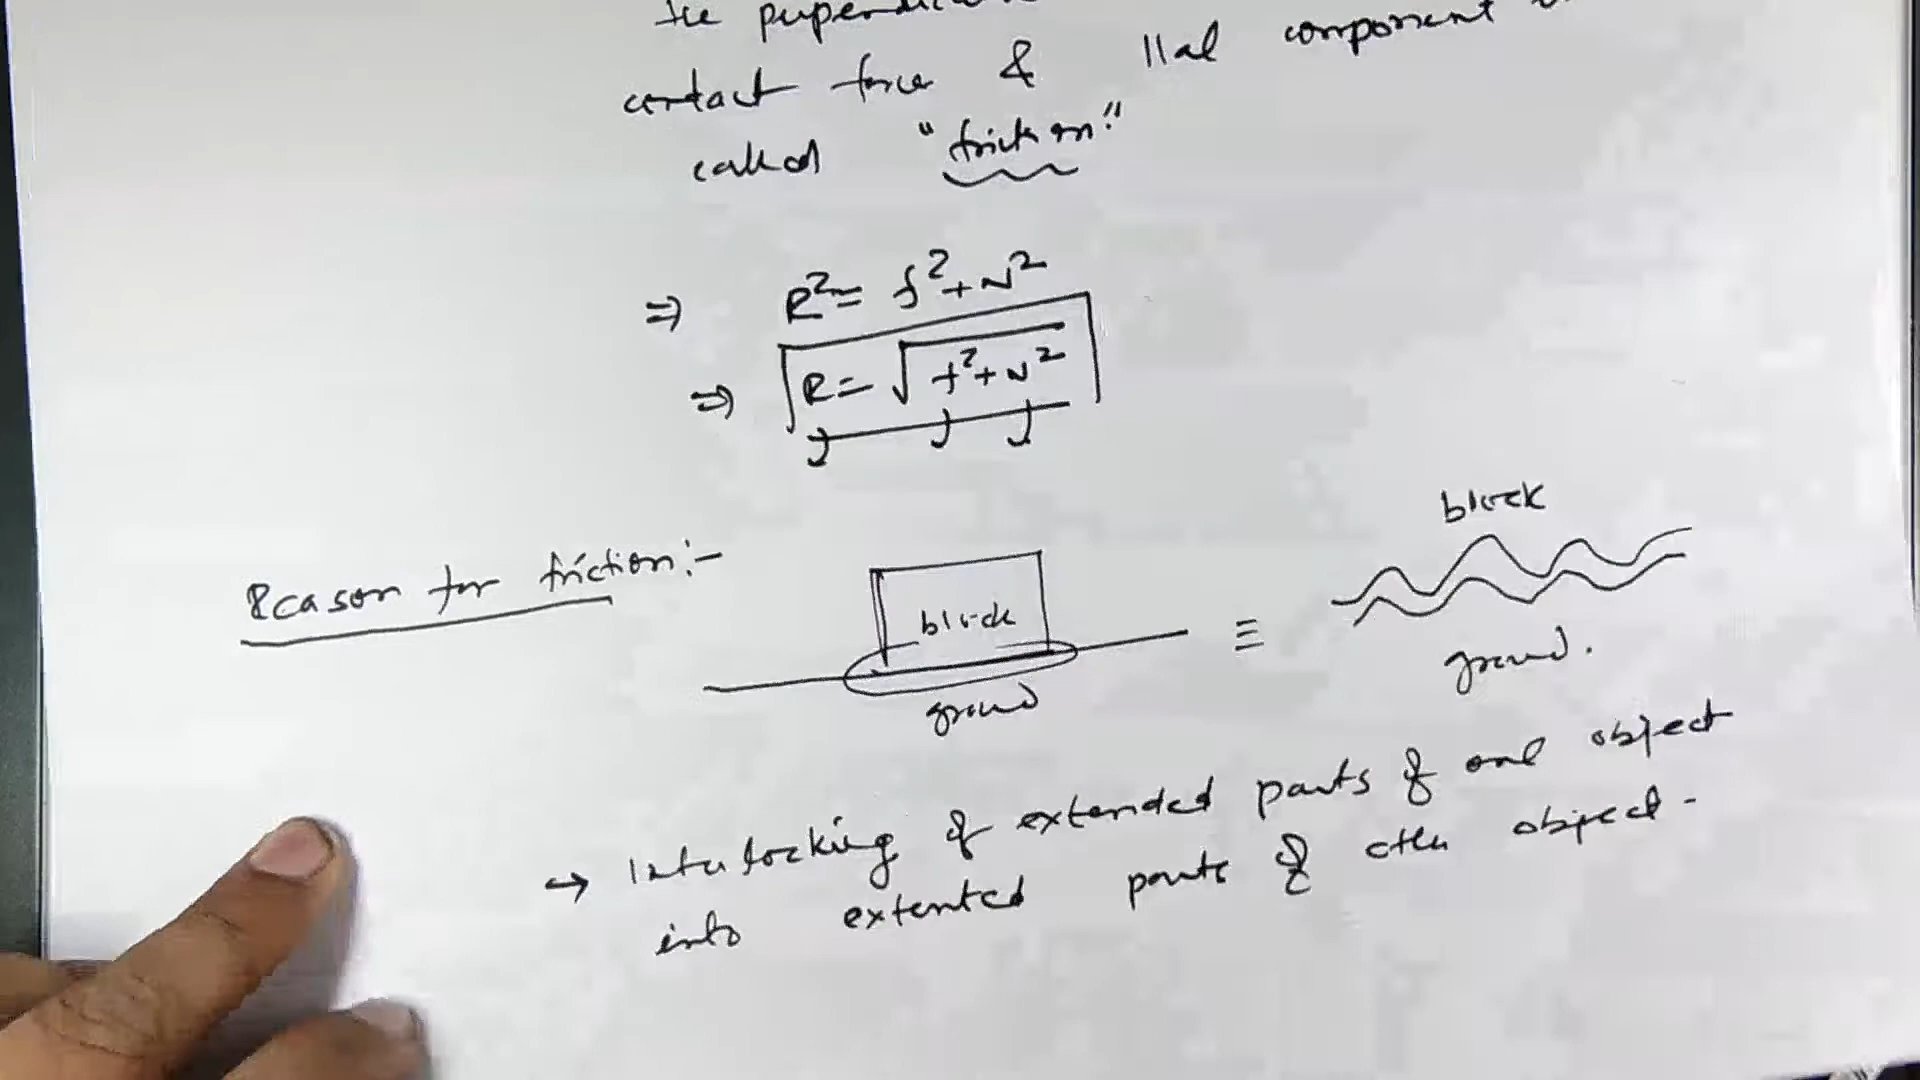 the
contact force & ||al component
called "friction"
⇒ R² = f² + N²
⇒ R = √f² + N²
Reason for friction :-
block
ground
≡
block
ground.
→ Interlocking of extended parts of one object
into extented parts of other object.